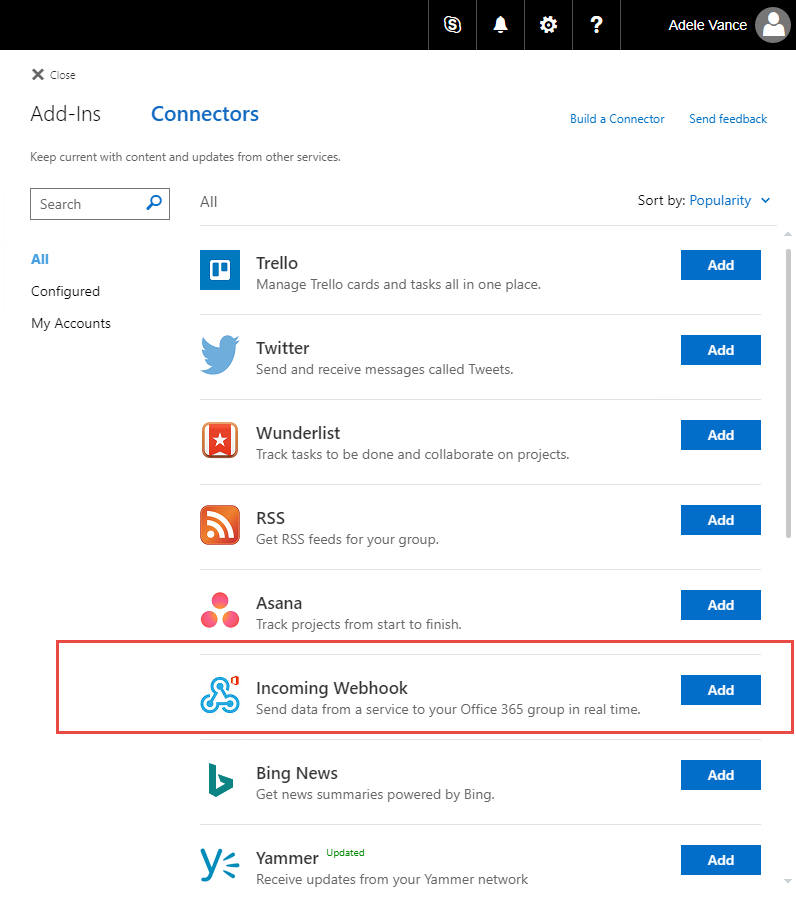 Adele Vance
Close
Add-Ins Connectors Build a Connector Send feedback
Keep current with content and updates from other services.
Search All Sort by: Popularity
All
Configured
My Accounts
Trello
Manage Trello cards and tasks all in one place.
Add
Twitter
Send and receive messages called Tweets.
Add
Wunderlist
Track tasks to be done and collaborate on projects.
Add
RSS
Get RSS feeds for your group.
Add
Asana
Track projects from start to finish.
Add
Incoming Webhook
Send data from a service to your Office 365 group in real time.
Add
Bing News
Get news summaries powered by Bing.
Add
Yammer Updated
Receive updates from your Yammer network
Add